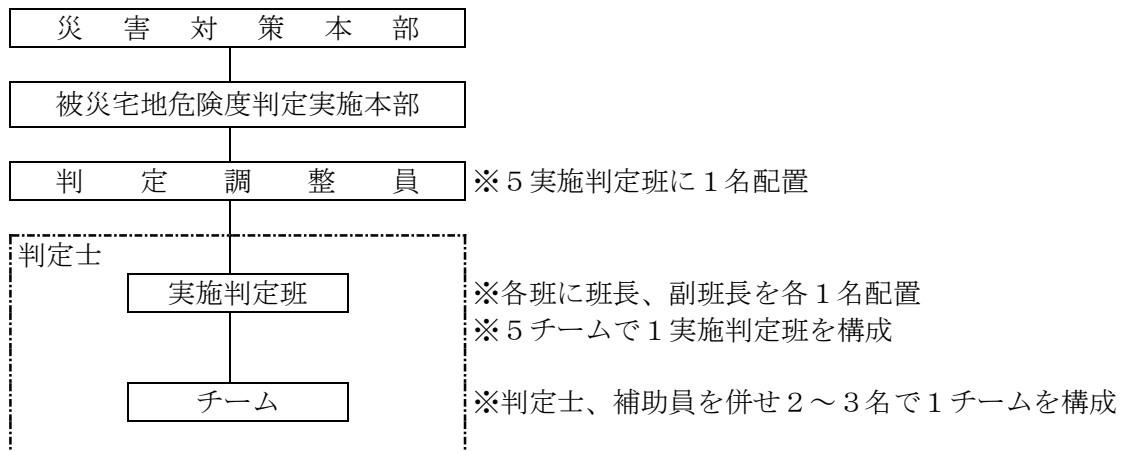 災害対策本部
被災宅地危険度判定実施本部
判定調整員 ※５実施判定班に１名配置
判定士
実施判定班 ※各班に班長、副班長を各１名配置
※５チームで１実施判定班を構成
チーム ※判定士、補助員を併せ２～３名で１チームを構成